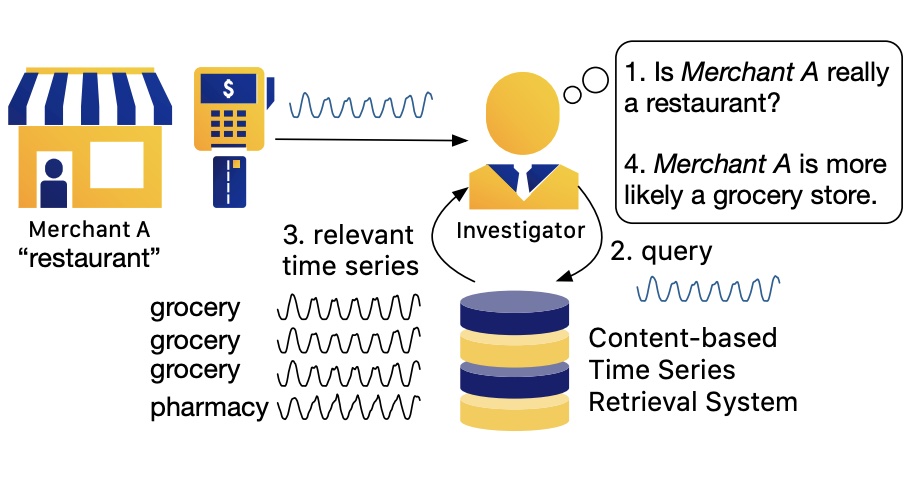 $
1. Is Merchant A really
a restaurant?
4. Merchant A is more
likely a grocery store.
Merchant A
“restaurant”
Investigator
3. relevant
time series
2. query
grocery
grocery
grocery
pharmacy
Content-based
Time Series
Retrieval System